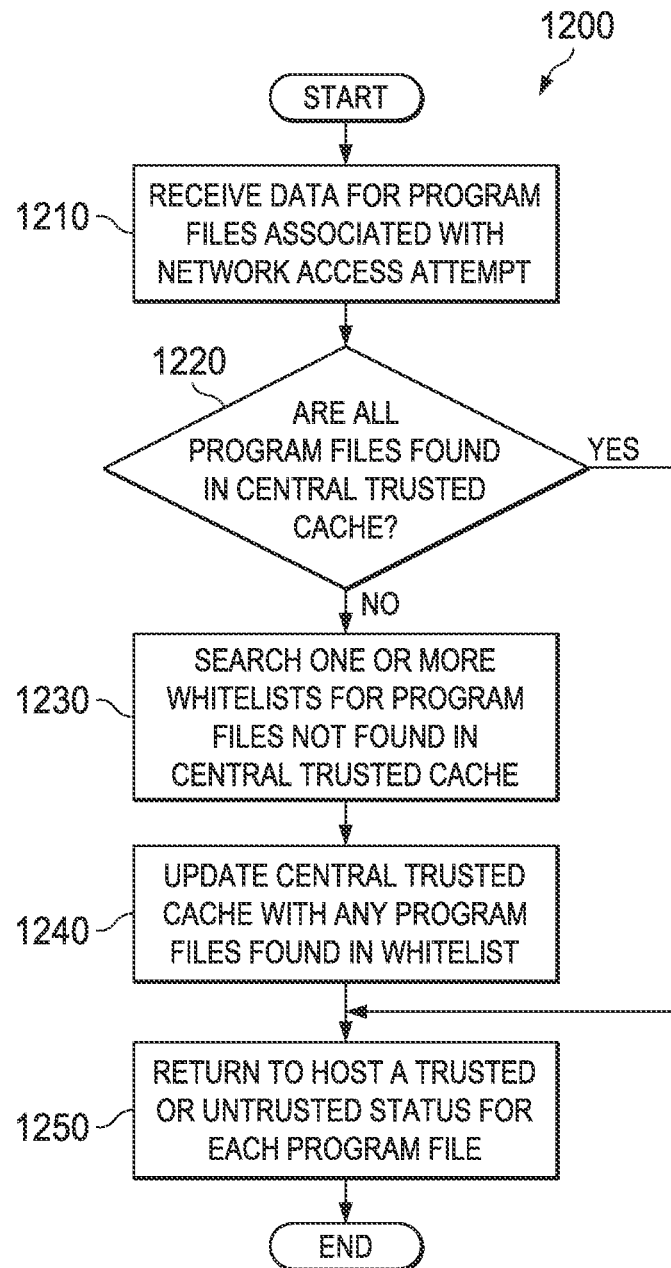 1200
START
1210
RECEIVE DATA FOR PROGRAM
FILES ASSOCIATED WITH
NETWORK ACCESS ATTEMPT
1220
ARE ALL
PROGRAM FILES FOUND
IN CENTRAL TRUSTED
CACHE?
YES
NO
1230
SEARCH ONE OR MORE
WHITELISTS FOR PROGRAM
FILES NOT FOUND IN
CENTRAL TRUSTED CACHE
1240
UPDATE CENTRAL TRUSTED
CACHE WITH ANY PROGRAM
FILES FOUND IN WHITELIST
1250
RETURN TO HOST A TRUSTED
OR UNTRUSTED STATUS FOR
EACH PROGRAM FILE
END